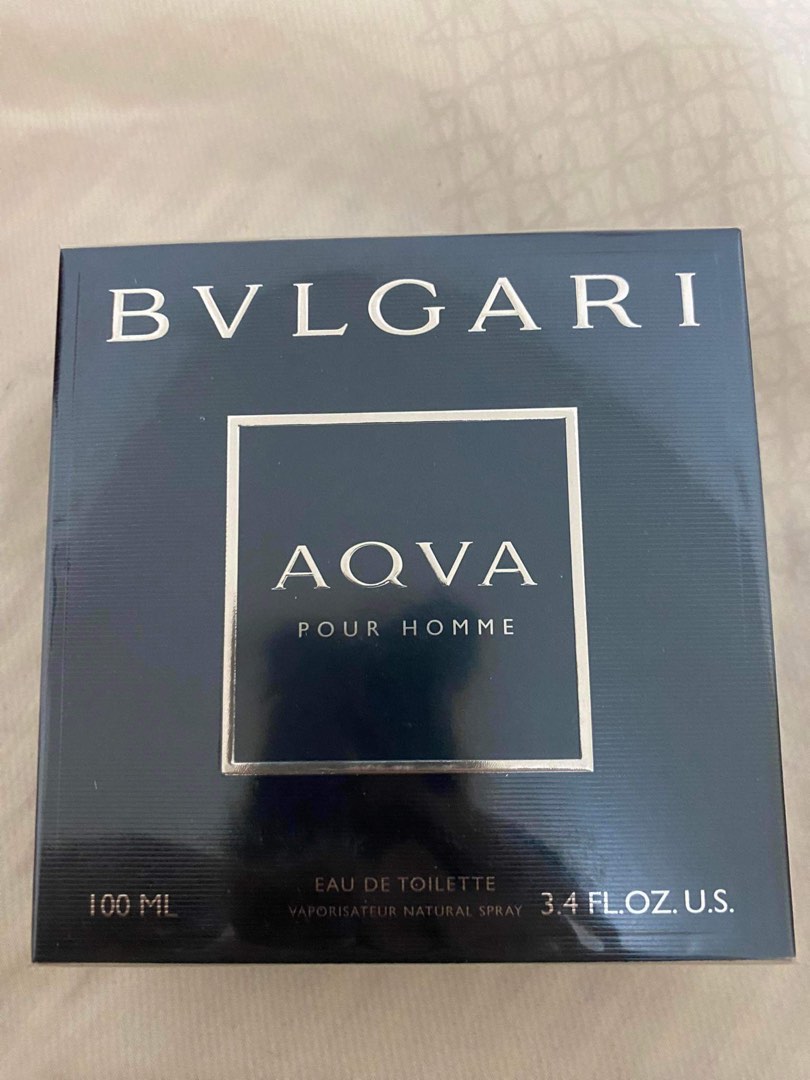 BVLGARI
AQVA
POUR HOMME
EAU DE TOILETTE
100 ML VAPORISATEUR NATURAL SPRAY 3.4 FL.OZ. U.S.